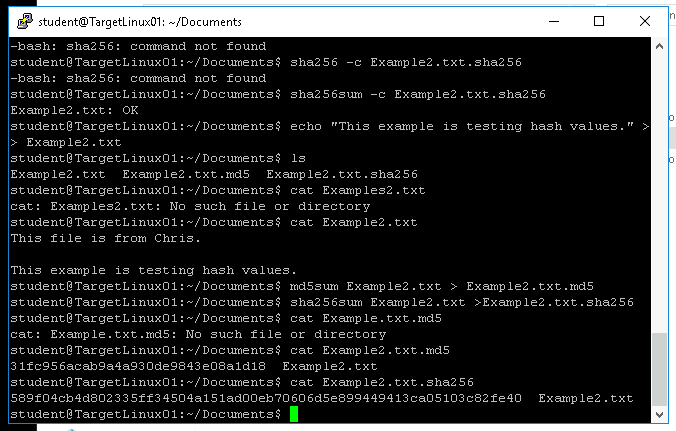 student@TargetLinux01: ~/Documents
-bash: sha256: command not found
student@TargetLinux01:~/Documents$ sha256 -c Example2.txt.sha256
-bash: sha256: command not found
student@TargetLinux01:~/Documents$ sha256sum -c Example2.txt.sha256
Example2.txt: OK
student@TargetLinux01:~/Documents$ echo "This example is testing hash values." >
> Example2.txt
student@TargetLinux01:~/Documents$ ls
Example2.txt  Example2.txt.md5  Example2.txt.sha256
student@TargetLinux01:~/Documents$ cat Examples2.txt
cat: Examples2.txt: No such file or directory
student@TargetLinux01:~/Documents$ cat Example2.txt
This file is from Chris.
This example is testing hash values.
student@TargetLinux01:~/Documents$ md5sum Example2.txt > Example2.txt.md5
student@TargetLinux01:~/Documents$ sha256sum Example2.txt >Example2.txt.sha256
student@TargetLinux01:~/Documents$ cat Example.txt.md5
cat: Example.txt.md5: No such file or directory
student@TargetLinux01:~/Documents$ cat Example2.txt.md5
31fc956acab9a4a930de9843e08a1d18  Example2.txt
student@TargetLinux01:~/Documents$ cat Example2.txt.sha256
589f04cb4d802335ff34504a151ad00eb70606d5e899449413ca05103c82fe40  Example2.txt
student@TargetLinux01:~/Documents$